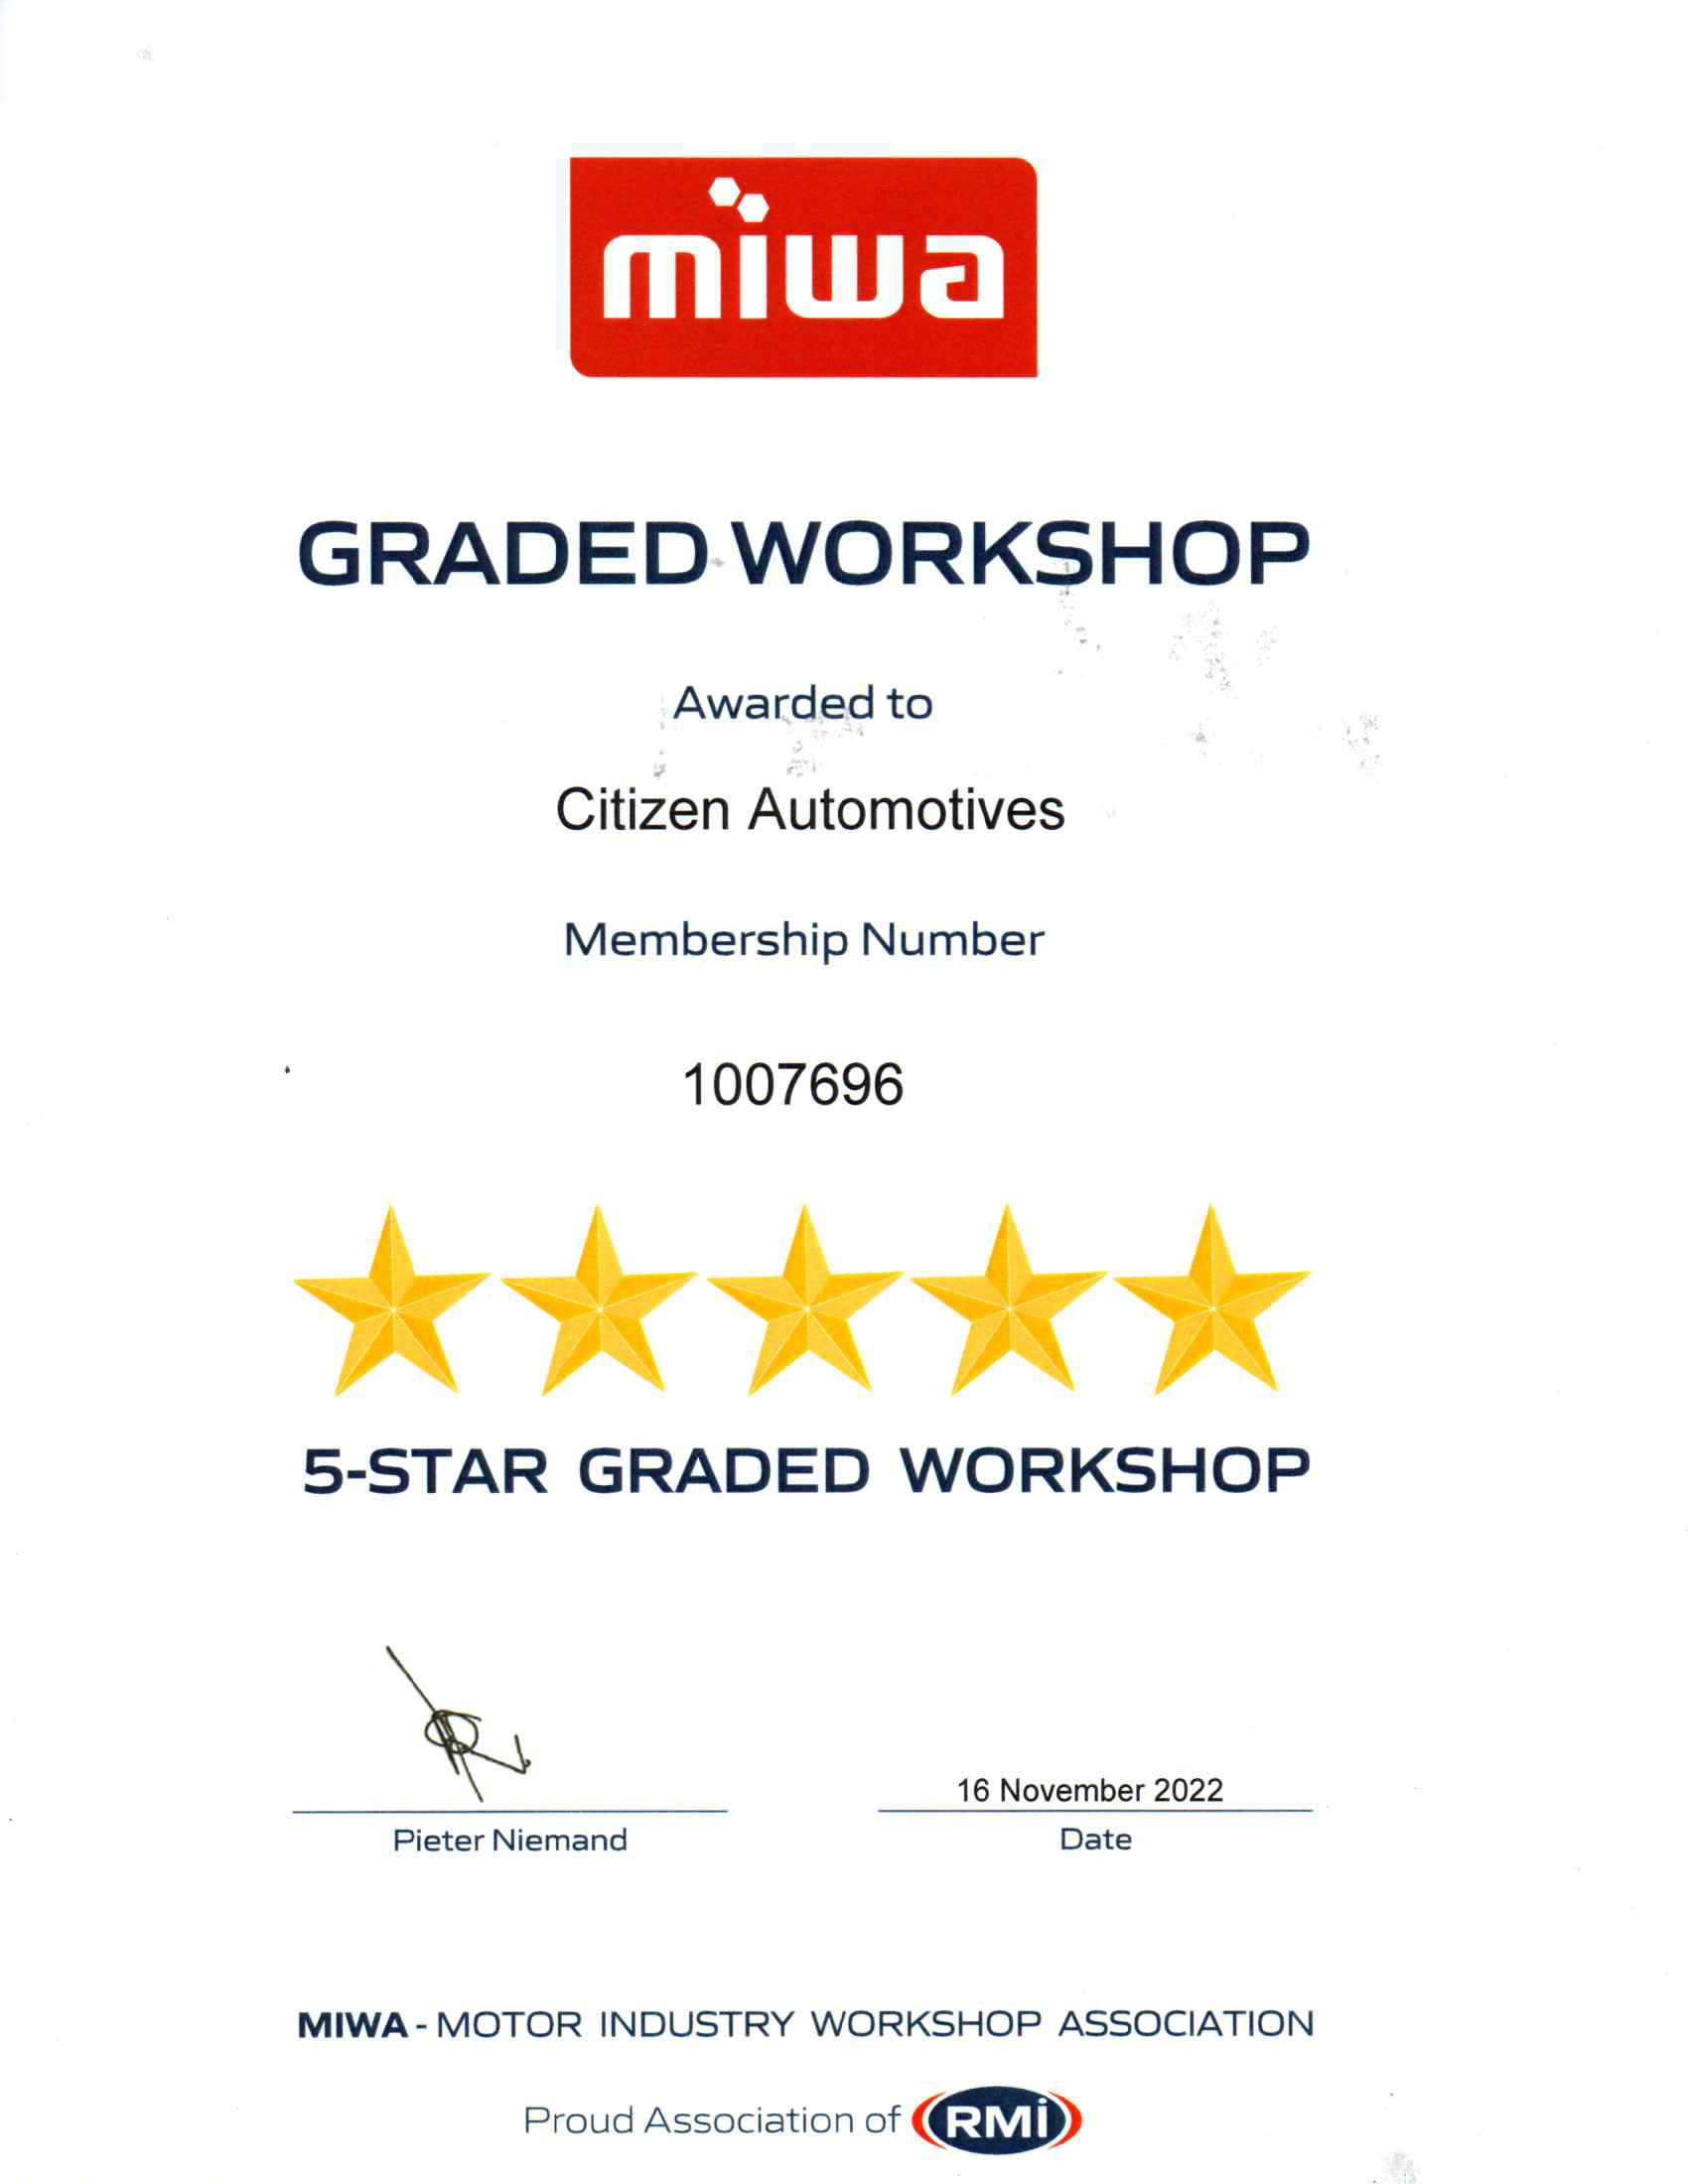 miwa
GRADED WORKSHOP
Awarded to
Citizen Automotives
Membership Number
1007696
5-STAR GRADED WORKSHOP
16 November 2022
Pieter Niemand
Date
MIWA - MOTOR INDUSTRY WORKSHOP ASSOCIATION
Proud Association of RMI